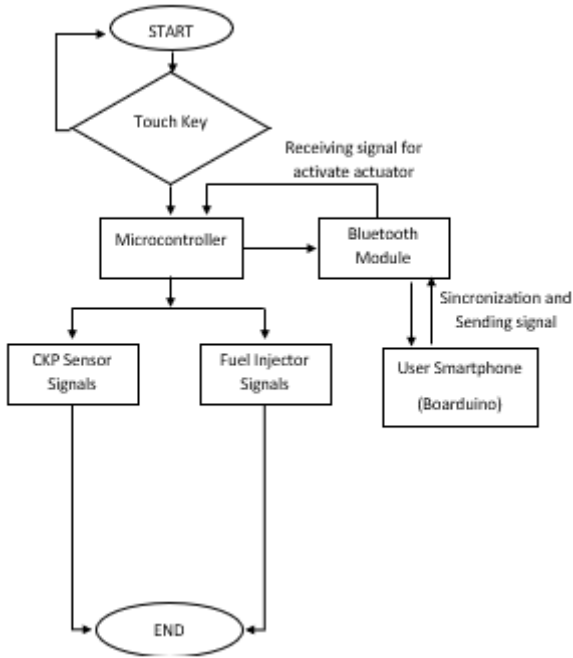 START
Touch Key
Receiving signal for
activate actuator
Microcontroller
Bluetooth
Module
Sincronization and
Sending signal
CKP Sensor
Signals
Fuel Injector
Signals
User Smartphone
(Boarduino)
END